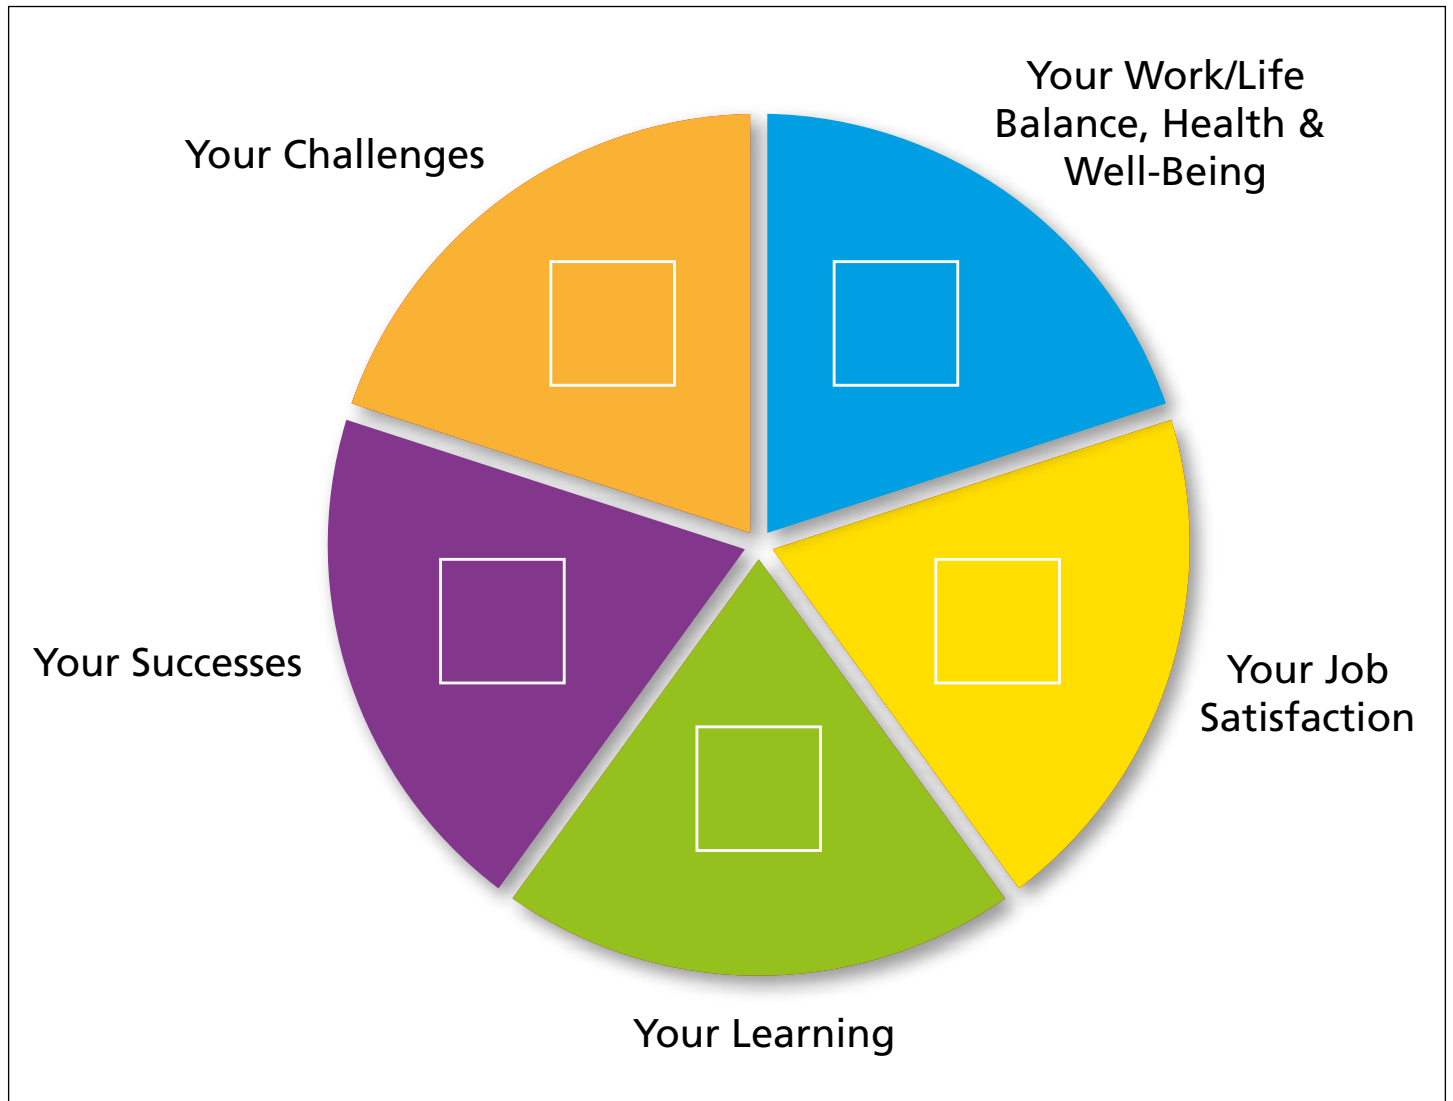 Your Work/Life
Balance, Health &
Well-Being
Your Challenges
Your Successes
Your Job
Satisfaction
Your Learning